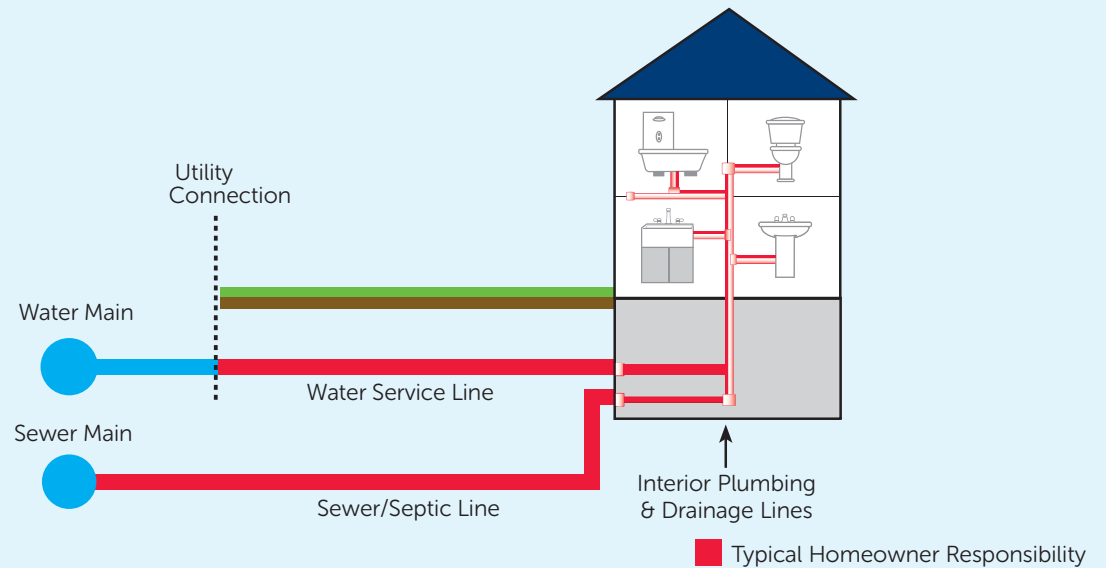 Utility
Connection
Water Main
Water Service Line
Sewer Main
Sewer/Septic Line
Interior Plumbing
& Drainage Lines
Typical Homeowner Responsibility